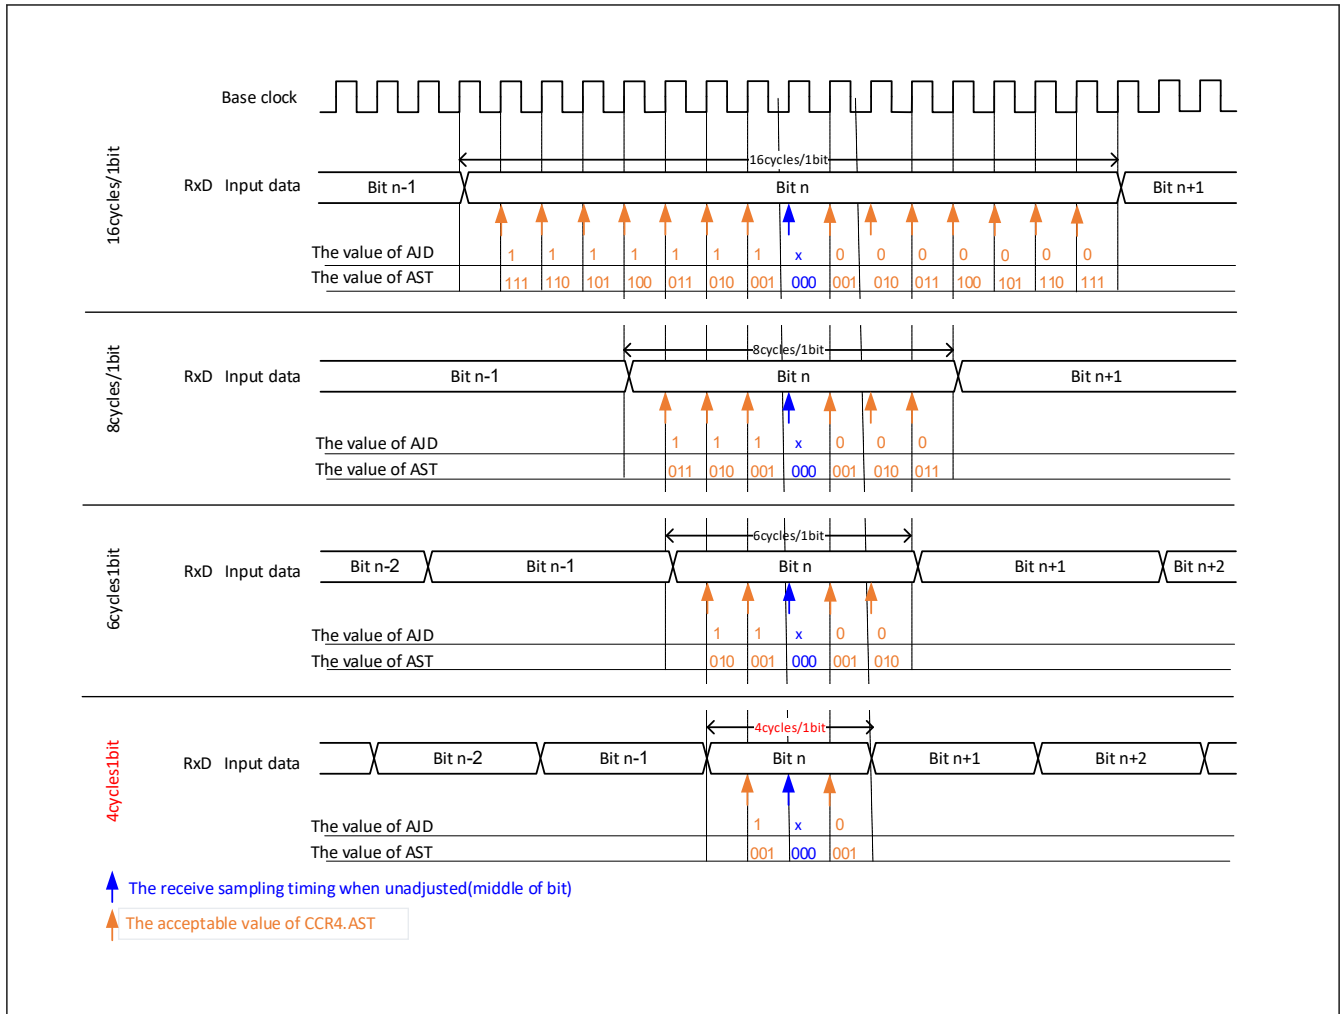 Base clock
16cycles/1bit
16cycles/1bit
RxD Input data Bit n-1 Bit n Bit n+1
The value of AJD 1 1 1 1 1 1 1 x 0 0 0 0 0 0 0
The value of AST 111 110 101 100 011 010 001 000 001 010 011 100 101 110 111
8cycles/1bit
8cycles/1bit
RxD Input data Bit n-1 Bit n Bit n+1
The value of AJD 1 1 1 x 0 0 0
The value of AST 011 010 001 000 001 010 011
6cycles1bit
6cycles/1bit
RxD Input data Bit n-2 Bit n-1 Bit n Bit n+1 Bit n+2
The value of AJD 1 1 x 0 0
The value of AST 010 001 000 001 010
4cycles1bit
4cycles/1bit
RxD Input data Bit n-2 Bit n-1 Bit n Bit n+1 Bit n+2
The value of AJD 1 x 0
The value of AST 001 000 001
The receive sampling timing when unadjusted(middle of bit)
The acceptable value of CCR4.AST